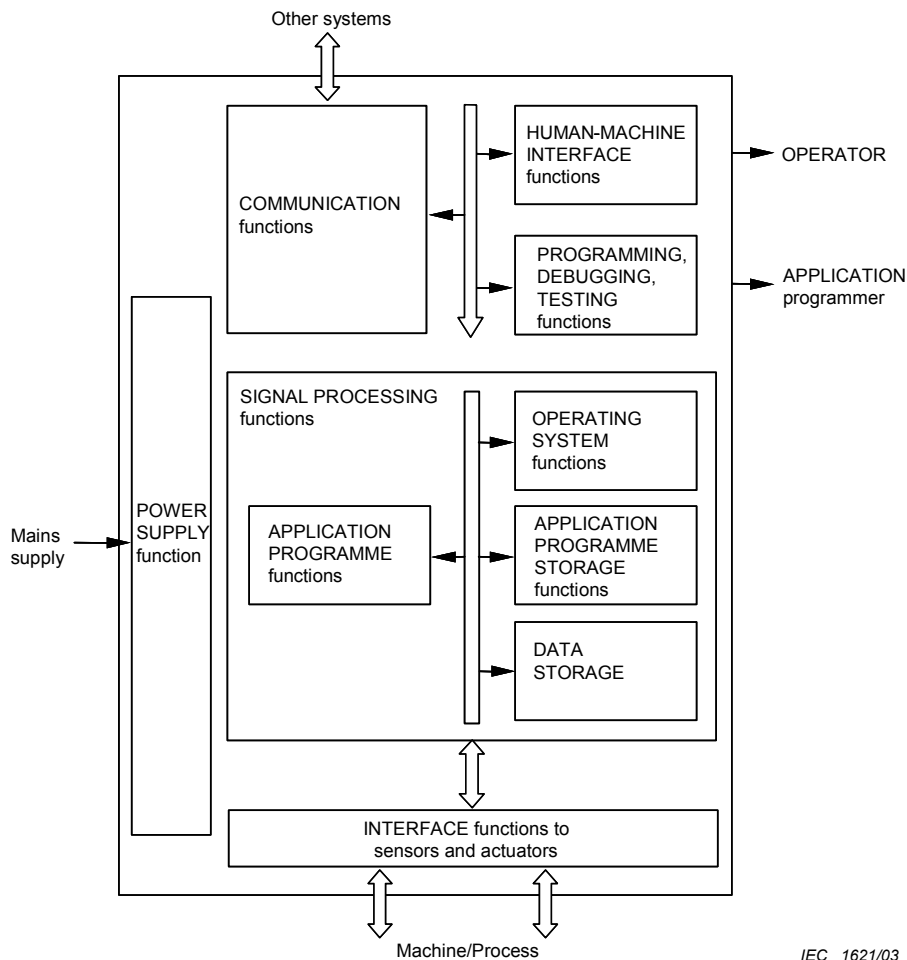 Other systems
COMMUNICATION
functions
HUMAN-MACHINE
INTERFACE
functions
OPERATOR
PROGRAMMING,
DEBUGGING,
TESTING
functions
APPLICATION
programmer
SIGNAL PROCESSING
functions
OPERATING
SYSTEM
functions
Mains
supply
POWER
SUPPLY
function
APPLICATION
PROGRAMME
functions
APPLICATION
PROGRAMME
STORAGE
functions
DATA
STORAGE
INTERFACE functions to
sensors and actuators
Machine/Process
IEC 1621/03